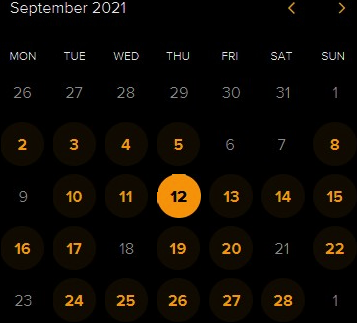 September 2021
MON TUE WED THU FRI SAT SUN
26 27 28 29 30 31 1
2 3 4 5 6 7 8
9 10 11 12 13 14 15
16 17 18 19 20 21 22
23 24 25 26 27 28 1